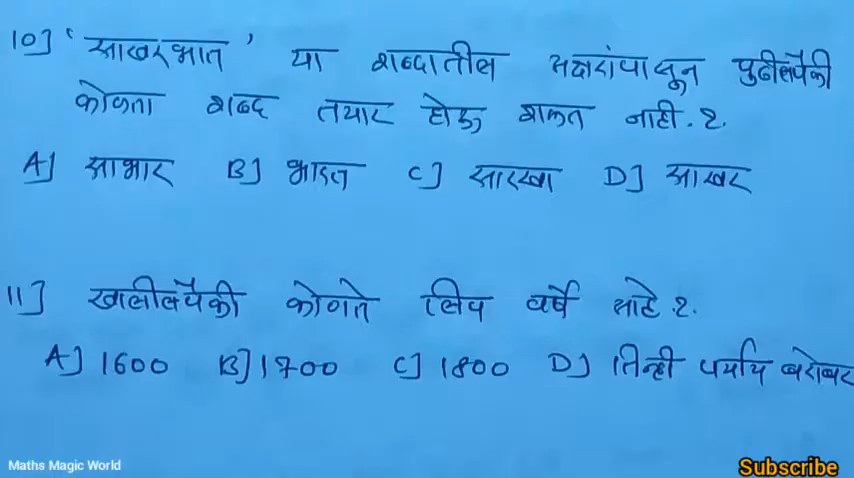 10] 'साखरभात' या शब्दातील अक्षरांपासून पुढीलपैकी
कोणता शब्द तयार होऊ शकत नाही.?.
A] आभार B] भारत C] सारखा D] साखर
11] खालीलपैकी कोणते लिप वर्षे आहे ?.
A] 1600 B] 1700 C] 1800 D] तिन्ही पर्याय बरोबर
Maths Magic World
Subscribe